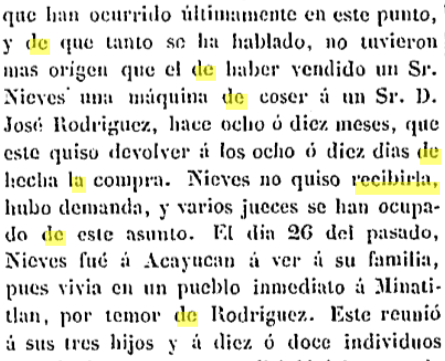 que han ocurrido últimamente en este punto,
y de que tanto se ha hablado, no tuvieron
mas orígen que el de haber vendido un Sr.
Nieves una máquina de coser á un Sr. D.
José Rodriguez, hace ocho ó diez meses, que
este quiso devolver á los ocho ó diez dias de
hecha la compra. Nieves no quiso recibirla,
hubo demanda, y varios jueces se han ocupa-
do de este asunto. El dia 26 del pasado,
Nieves fué á Acayucan á ver á su familia,
pues vivia en un pueblo inmediato á Minati-
tlan, por temor de Rodriguez. Este reunió
á sus tres hijos y á diez ó doce individuos